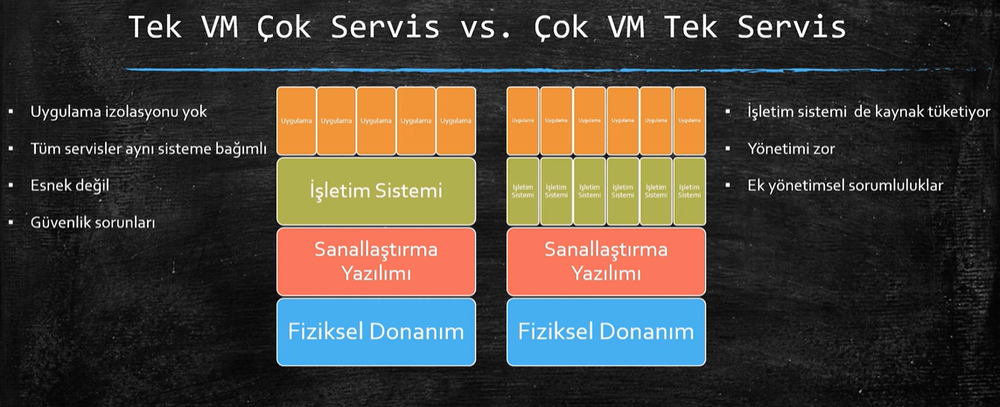 Tek VM Çok Servis vs. Çok VM Tek Servis
▪ Uygulama izolasyonu yok
▪ Tüm servisler aynı sisteme bağımlı
▪ Esnek değil
▪ Güvenlik sorunları
Uygulama Uygulama Uygulama Uygulama Uygulama
İşletim Sistemi
Sanallaştırma
Yazılımı
Fiziksel Donanım
Uygulama Uygulama Uygulama Uygulama Uygulama Uygulama
İşletim İşletim İşletim İşletim İşletim İşletim
Sistemi Sistemi Sistemi Sistemi Sistemi Sistemi
Sanallaştırma
Yazılımı
Fiziksel Donanım
▪ İşletim sistemi de kaynak tüketiyor
▪ Yönetimi zor
▪ Ek yönetimsel sorumluluklar